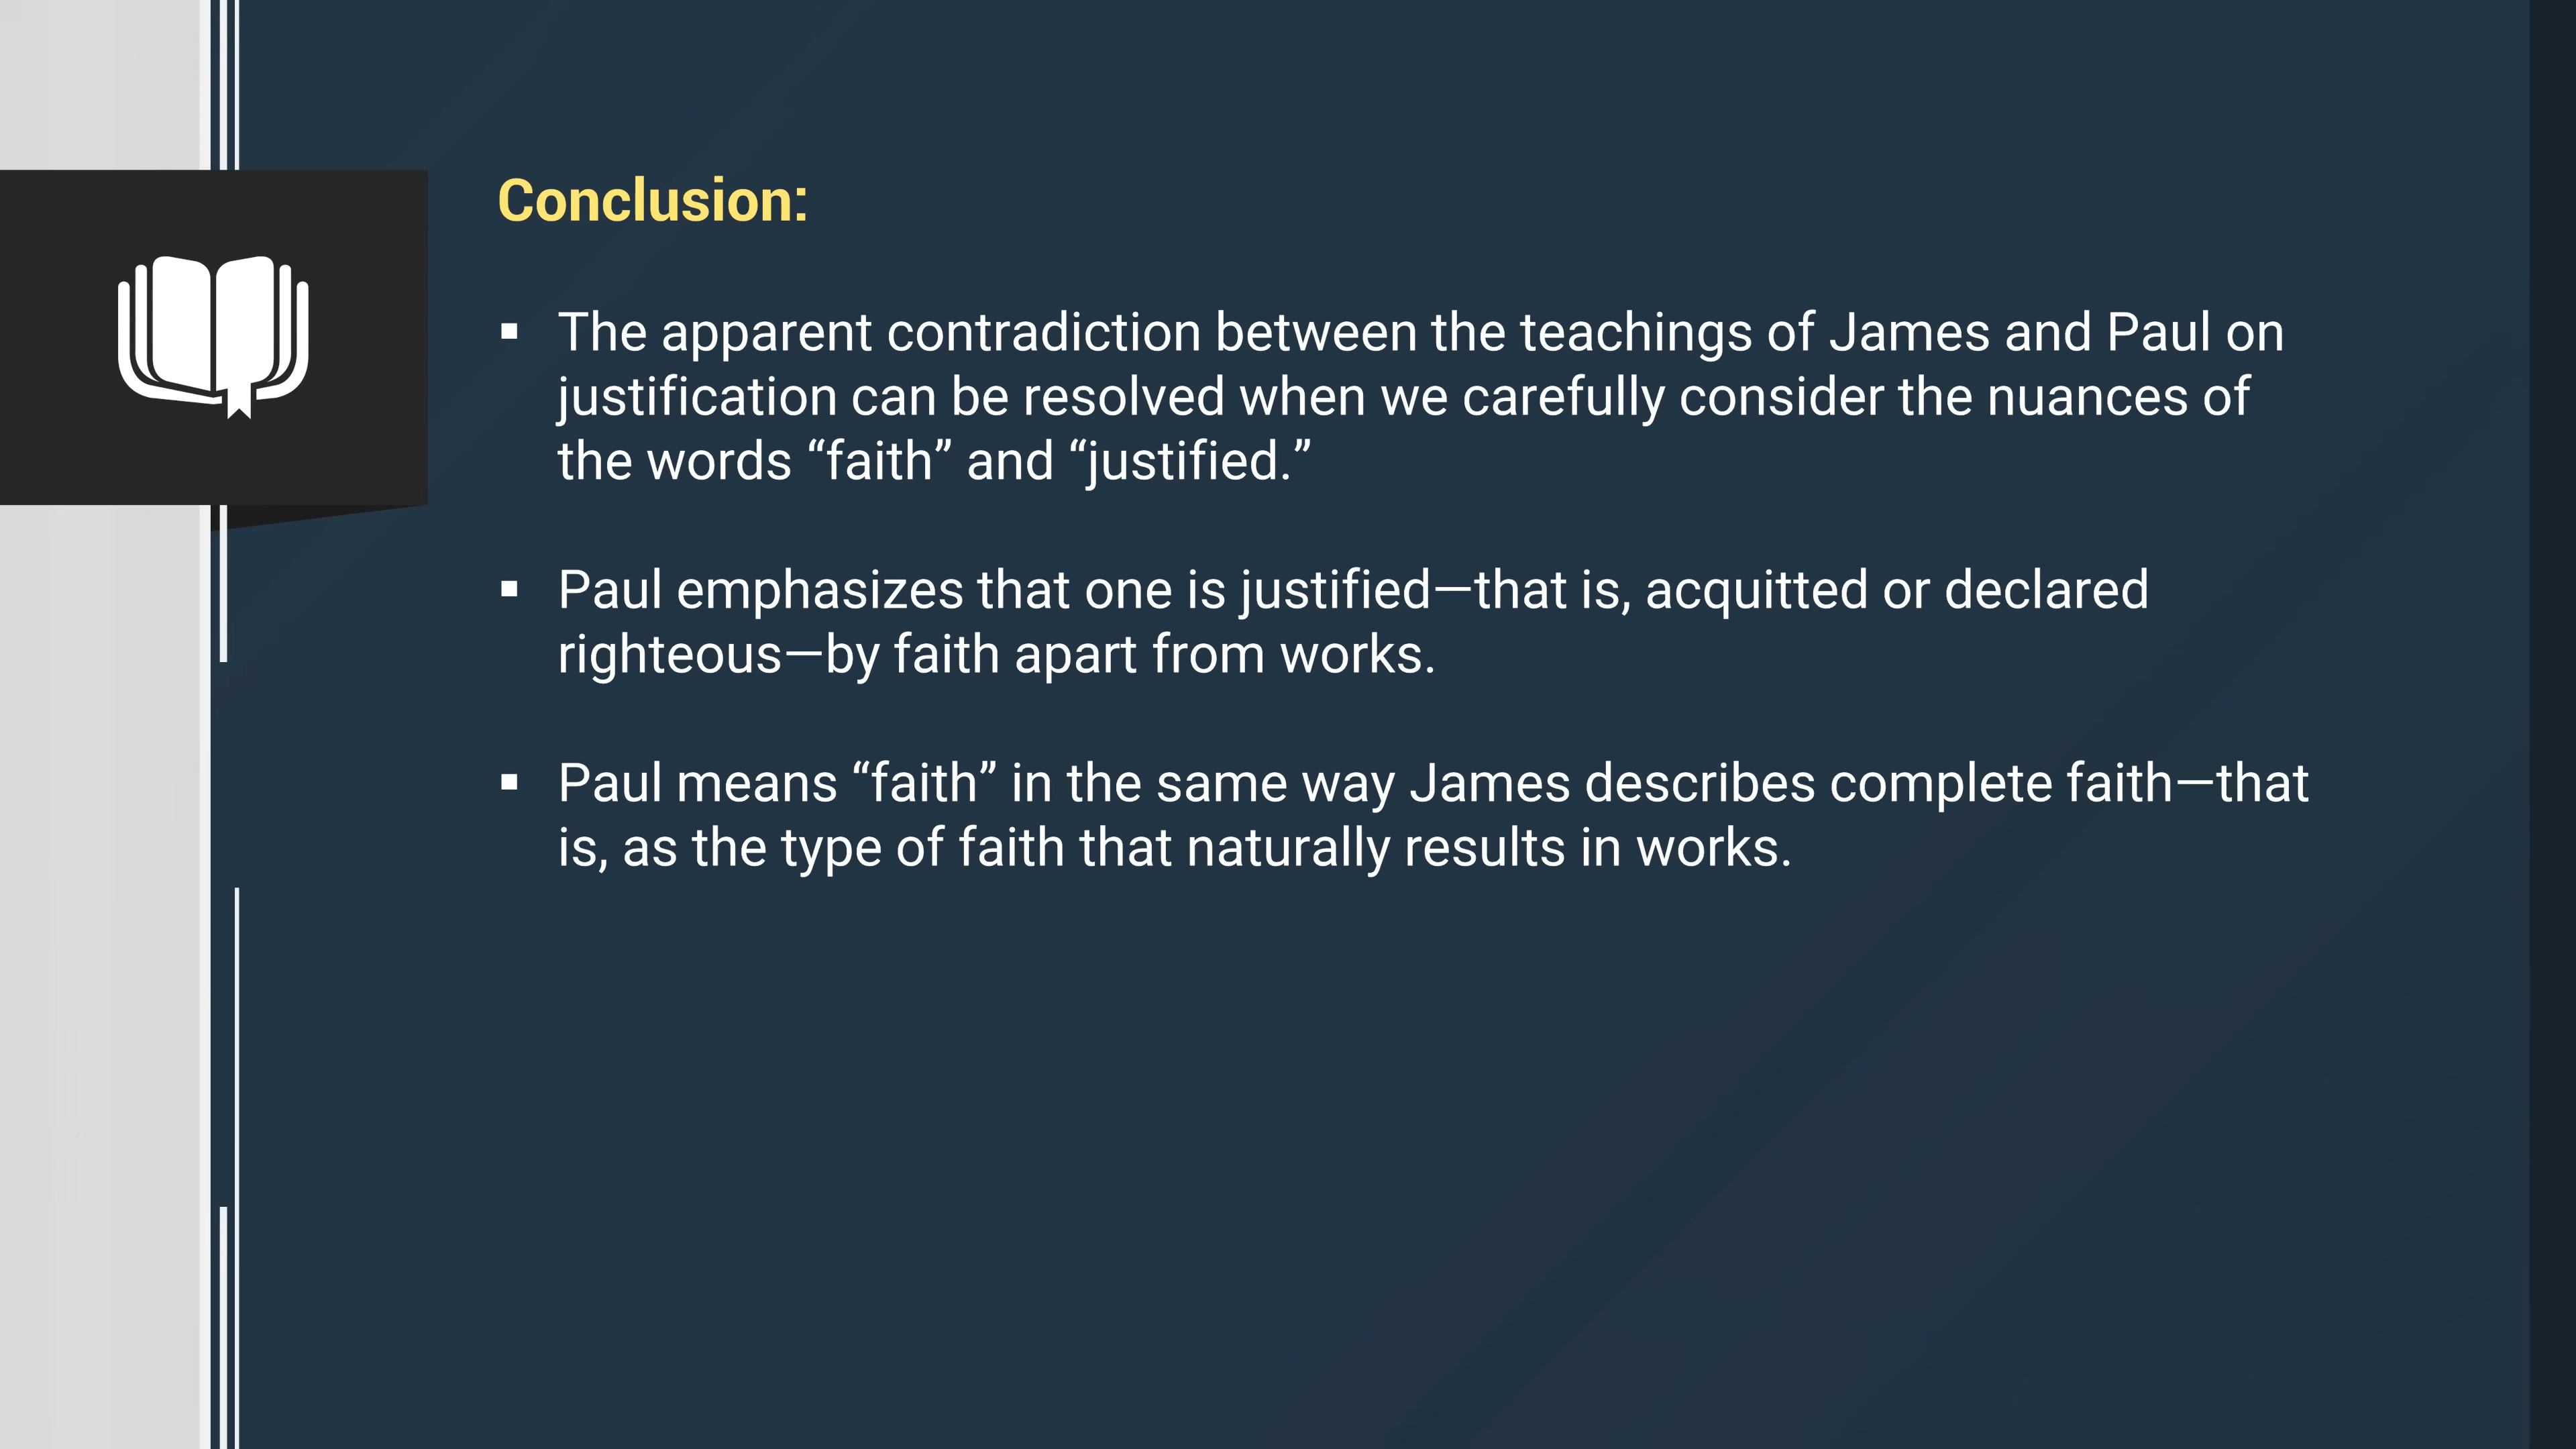 Conclusion:
▪ The apparent contradiction between the teachings of James and Paul on
justification can be resolved when we carefully consider the nuances of
the words “faith” and “justified.”
▪ Paul emphasizes that one is justified—that is, acquitted or declared
righteous—by faith apart from works.
▪ Paul means “faith” in the same way James describes complete faith—that
is, as the type of faith that naturally results in works.